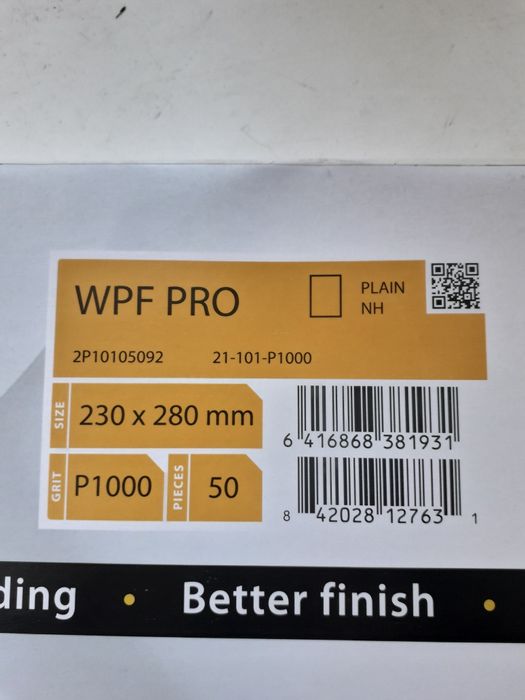 WPF PRO
PLAIN
NH
2P10105092 21-101-P1000
SIZE 230 x 280 mm
6 416868 381931
GRIT P1000 PIECES 50
8 42028 12763 1
ding • Better finish •